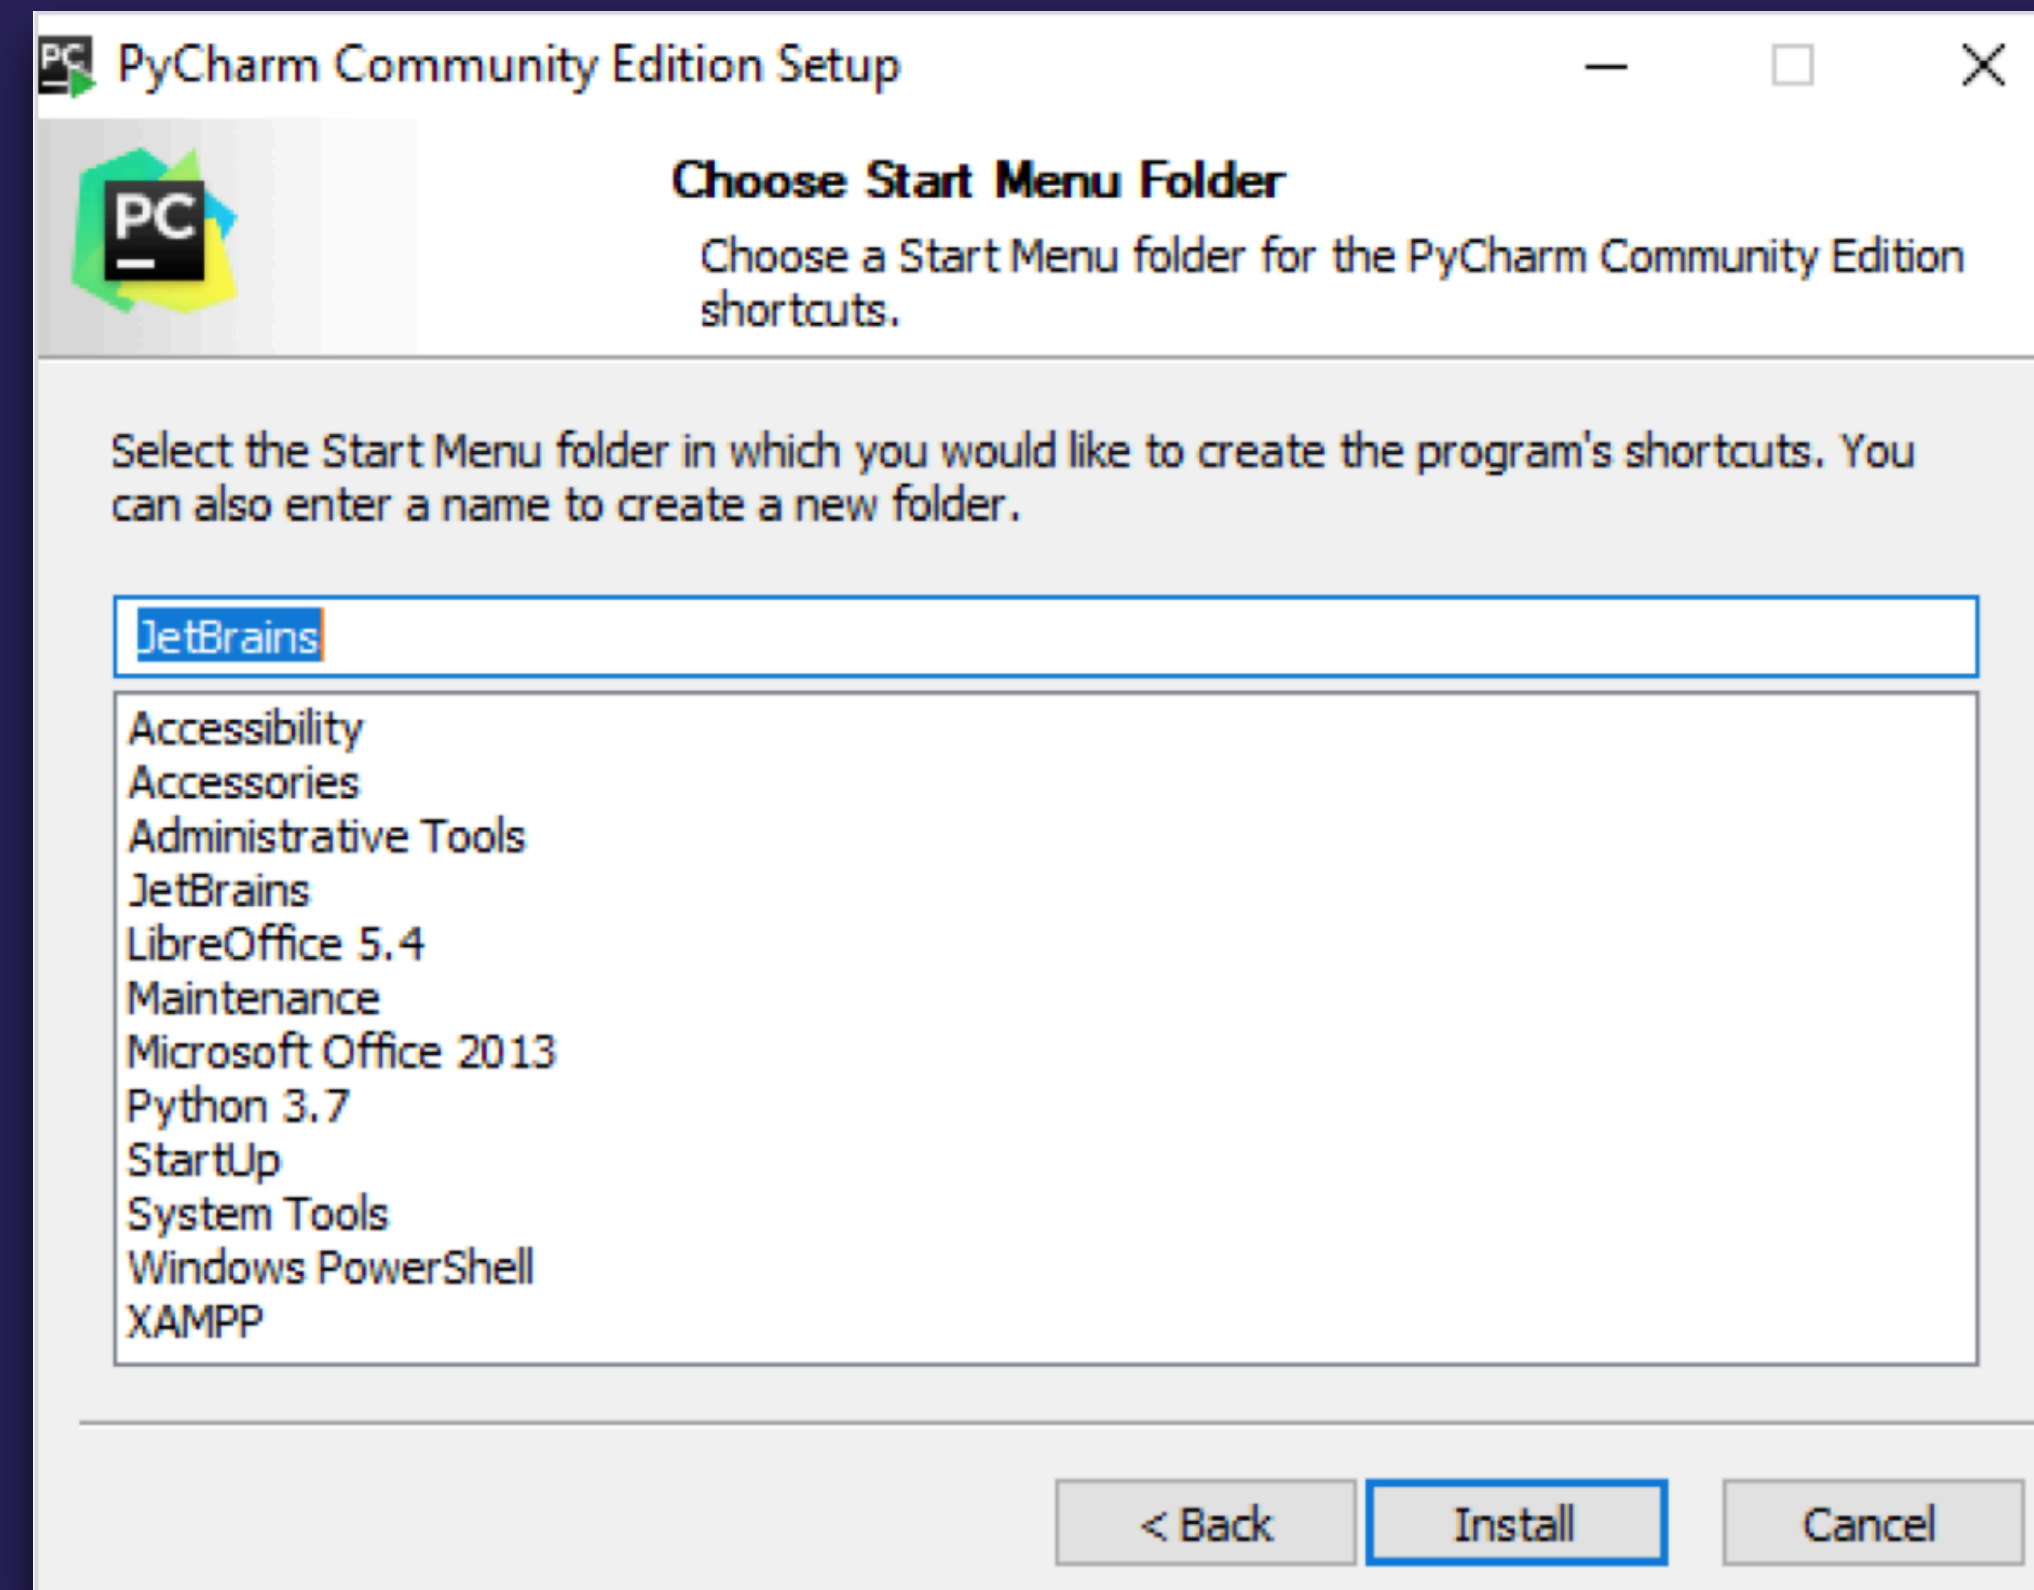 PC
PyCharm Community Edition Setup
PC
Choose Start Menu Folder
Choose a Start Menu folder for the PyCharm Community Edition
shortcuts.
Select the Start Menu folder in which you would like to create the program's shortcuts. You
can also enter a name to create a new folder.
JetBrains
Accessibility
Accessories
Administrative Tools
JetBrains
LibreOffice 5.4
Maintenance
Microsoft Office 2013
Python 3.7
StartUp
System Tools
Windows PowerShell
XAMPP
< Back
Install
Cancel